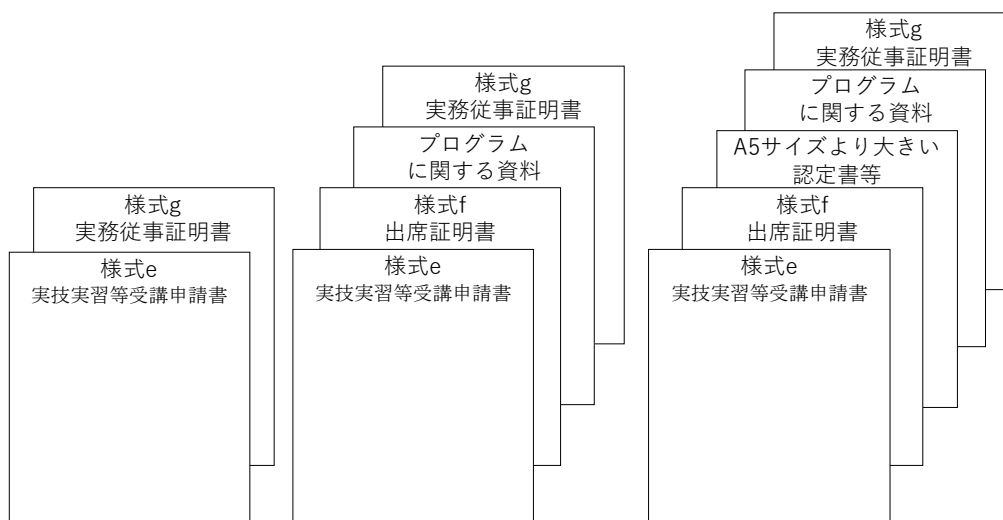 様式g
実務従事証明書
様式e
実技実習等受講申請書
様式g
実務従事証明書
プログラム
に関する資料
様式f
出席証明書
様式e
実技実習等受講申請書
様式g
実務従事証明書
プログラム
に関する資料
A5サイズより大きい
認定書等
様式f
出席証明書
様式e
実技実習等受講申請書